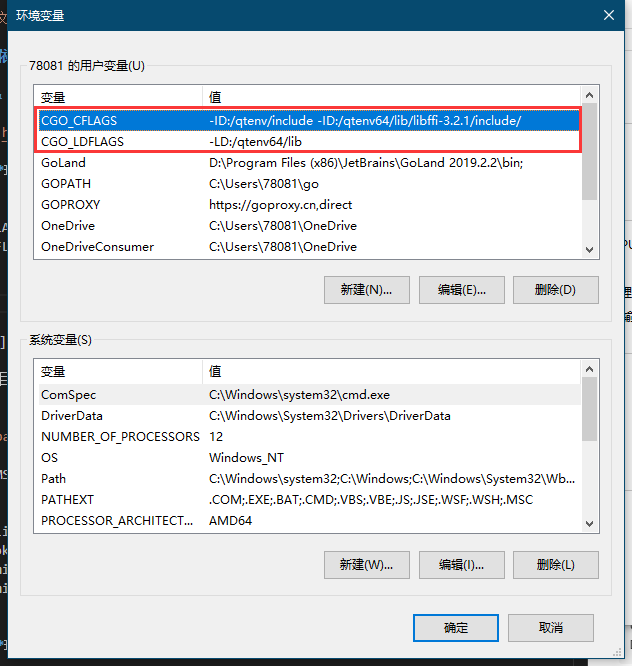 环境变量
78081 的用户变量(U)
变量 值
CGO_CFLAGS -ID:/qtenv/include -ID:/qtenv64/lib/libffi-3.2.1/include/
CGO_LDFLAGS -LD:/qtenv64/lib
GoLand D:\Program Files (x86)\JetBrains\GoLand 2019.2.2\bin;
GOPATH C:\Users\78081\go
GOPROXY https://goproxy.cn,direct
OneDrive C:\Users\78081\OneDrive
OneDriveConsumer C:\Users\78081\OneDrive
新建(N)... 编辑(E)... 删除(D)
系统变量(S)
变量 值
ComSpec C:\Windows\system32\cmd.exe
DriverData C:\Windows\System32\Drivers\DriverData
NUMBER_OF_PROCESSORS 12
OS Windows_NT
Path C:\Windows\system32;C:\Windows;C:\Windows\System32\Wb...
PATHEXT .COM;.EXE;.BAT;.CMD;.VBS;.VBE;.JS;.JSE;.WSF;.WSH;.MSC
PROCESSOR_ARCHITECT... AMD64
新建(W)... 编辑(I)... 删除(L)
确定 取消